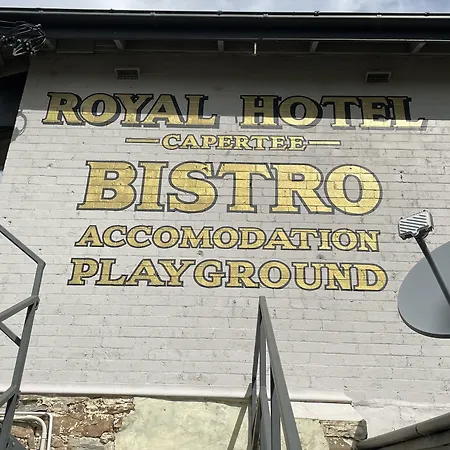 ROYAL HOTEL
CAPERTEE
BISTRO
ACCOMODATION
PLAYGROUND